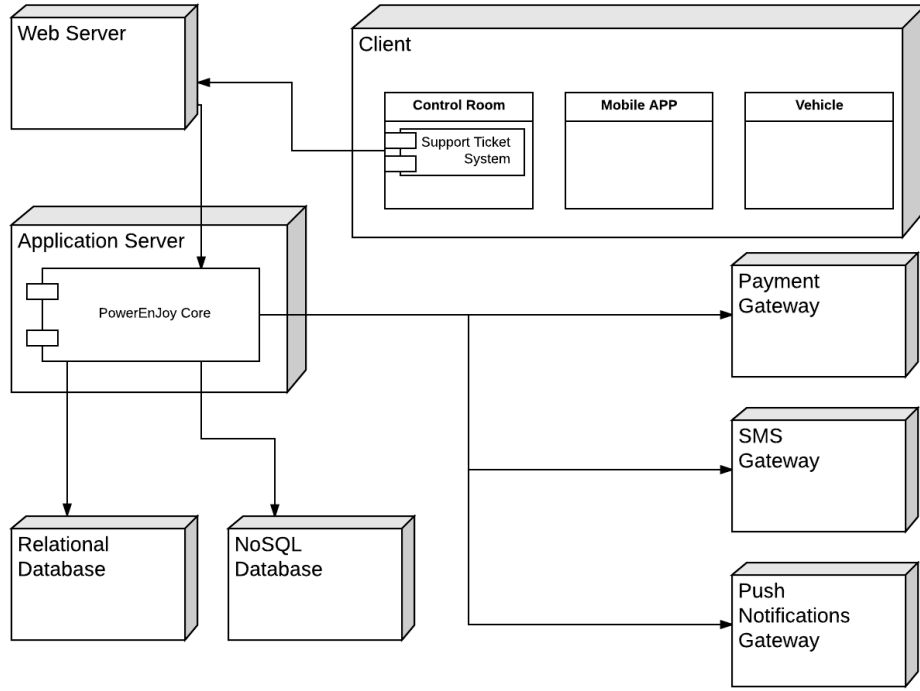 Web Server
Client
Control Room
Mobile APP
Vehicle
Support Ticket
System
Application Server
PowerEnJoy Core
Payment
Gateway
SMS
Gateway
Relational
Database
NoSQL
Database
Push
Notifications
Gateway